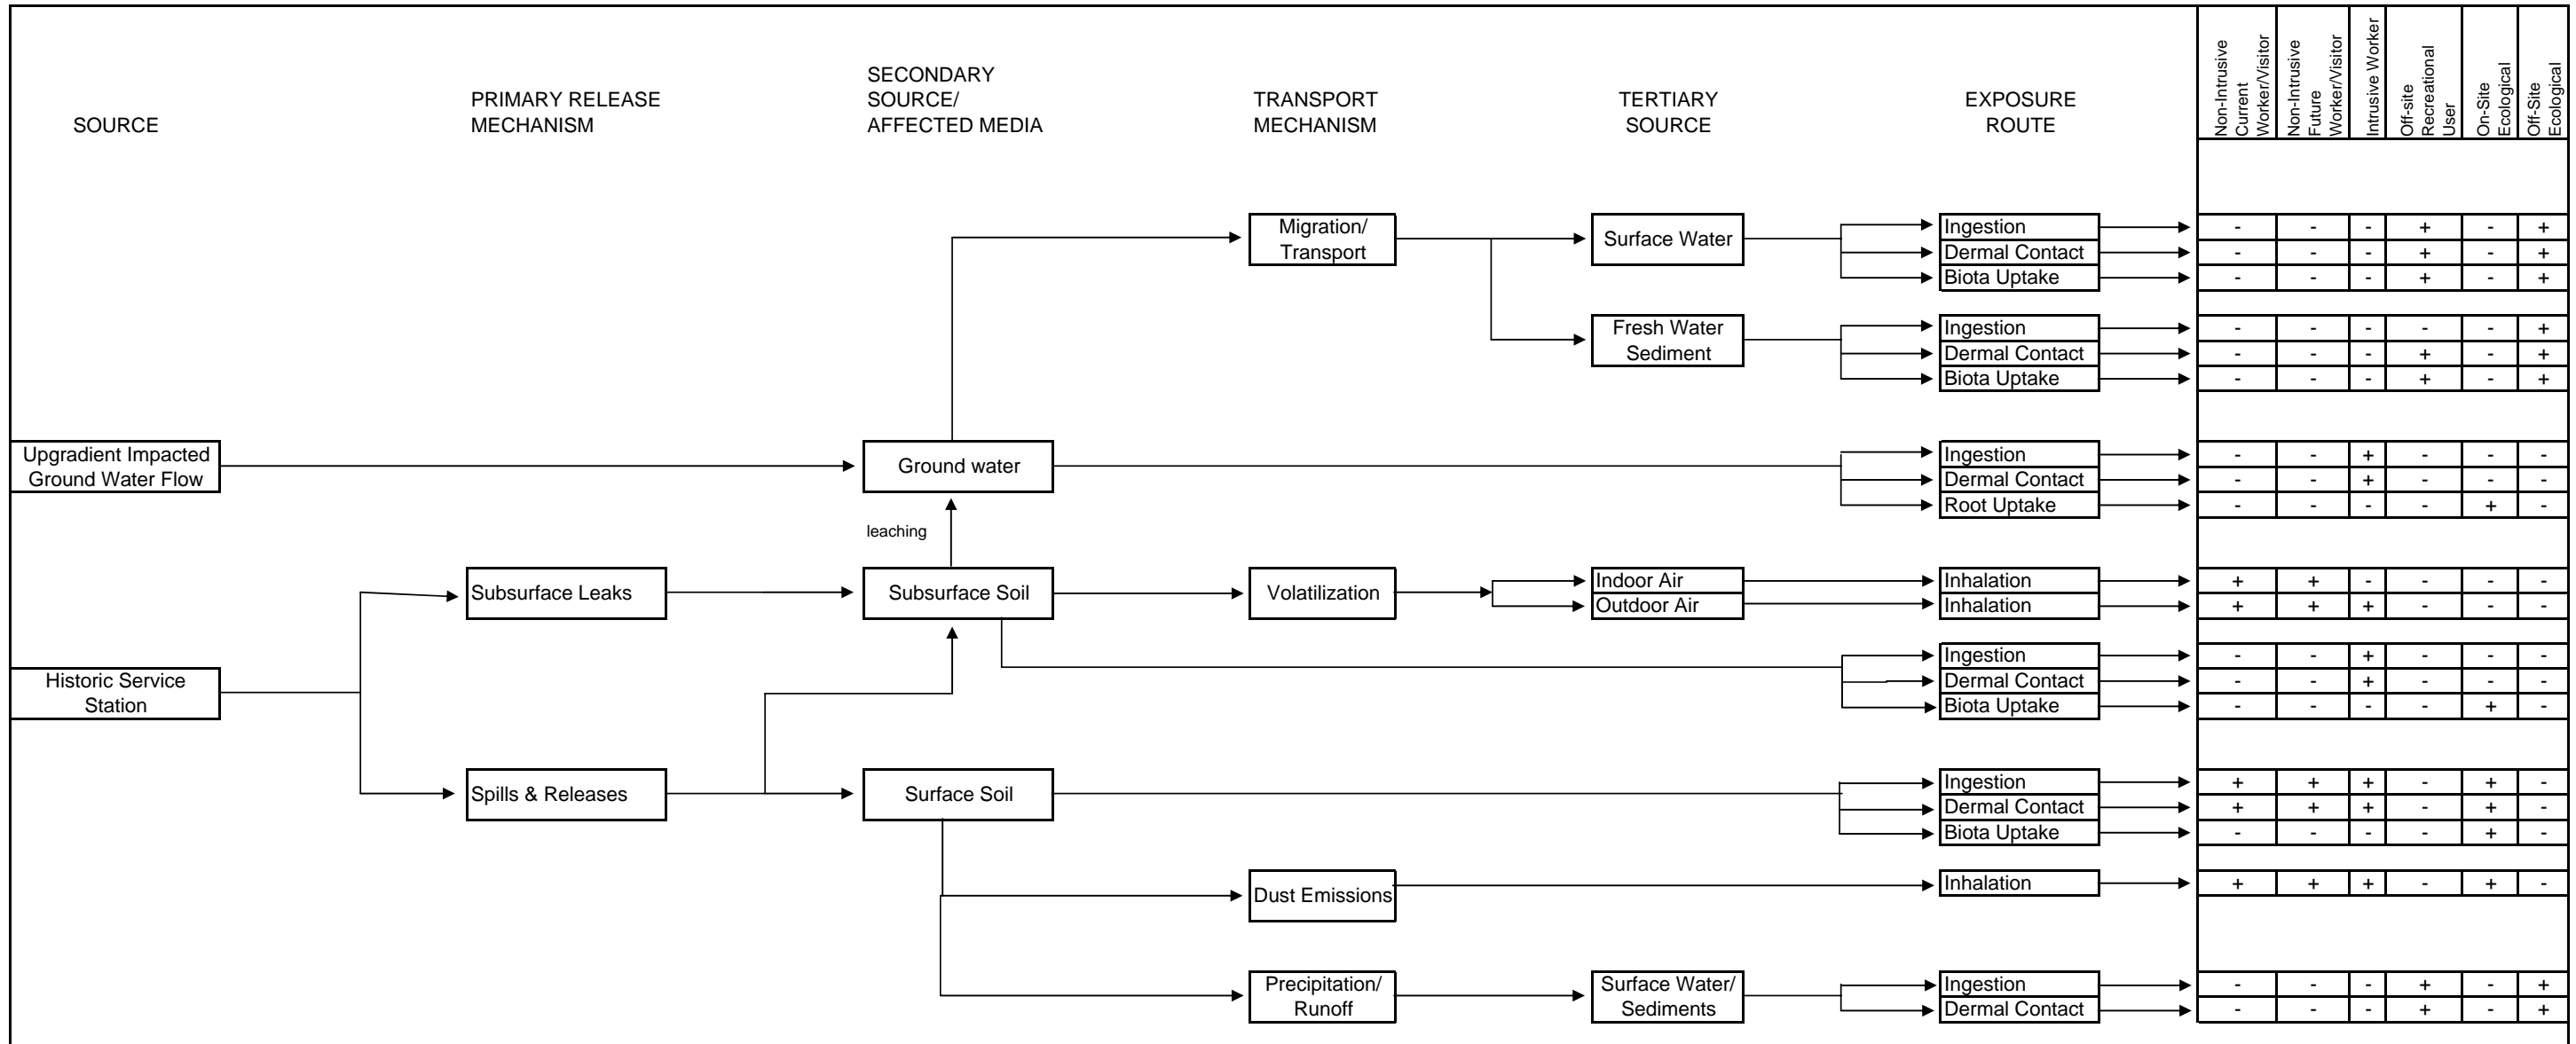 SOURCE
PRIMARY RELEASE
MECHANISM
SECONDARY
SOURCE/
AFFECTED MEDIA
TRANSPORT
MECHANISM
TERTIARY
SOURCE
EXPOSURE
ROUTE
Non-Intrusive
Current
Worker/Visitor
Non-Intrusive
Future
Worker/Visitor
Intrusive Worker
Off-site
Recreational
User
On-Site
Ecological
Off-Site
Ecological
Migration/
Transport
Surface Water
Ingestion - - - + - +
Dermal Contact - - - + - +
Biota Uptake - - - + - +
Fresh Water
Sediment
Ingestion - - - - - +
Dermal Contact - - - + - +
Biota Uptake - - - + - +
Upgradient Impacted
Ground Water Flow
Ground water
Ingestion - - + - - -
Dermal Contact - - + - - -
Root Uptake - - - - + -
leaching
Subsurface Leaks
Subsurface Soil
Volatilization
Indoor Air
Inhalation + + - - - -
Outdoor Air
Inhalation + + + - - -
Ingestion - - + - - -
Dermal Contact - - + - - -
Biota Uptake - - - - + -
Historic Service
Station
Spills & Releases
Surface Soil
Ingestion + + + - + -
Dermal Contact + + + - + -
Biota Uptake - - - - + -
Dust Emissions
Inhalation + + + - + -
Precipitation/
Runoff
Surface Water/
Sediments
Ingestion - - - + - +
Dermal Contact - - - + - +